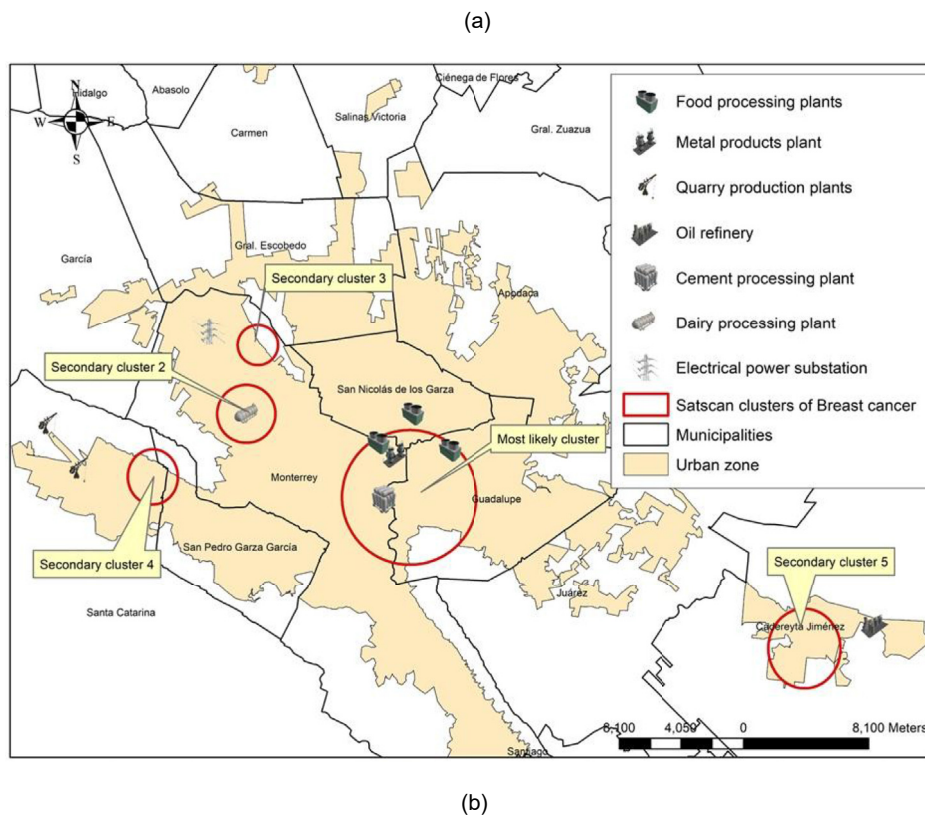 (a)
Hidalgo
Abasolo
Ciénega de Flores
Carmen
Salinas Victoria
Gral. Zuazua
N
W E
S
Food processing plants
Metal products plant
Quarry production plants
Oil refinery
Cement processing plant
Dairy processing plant
Electrical power substation
Satscan clusters of Breast cancer
Municipalities
Urban zone
García
Gral. Escobedo
Secondary cluster 3
Apodaca
Secondary cluster 2
San Nicolás de los Garza
Most likely cluster
Monterrey
Guadalupe
San Pedro Garza García
Secondary cluster 4
Secondary cluster 5
Juárez
Santa Catarina
Cadereyta Jiménez
8,100 4,050 0 8,100 Meters
Santiago
(b)